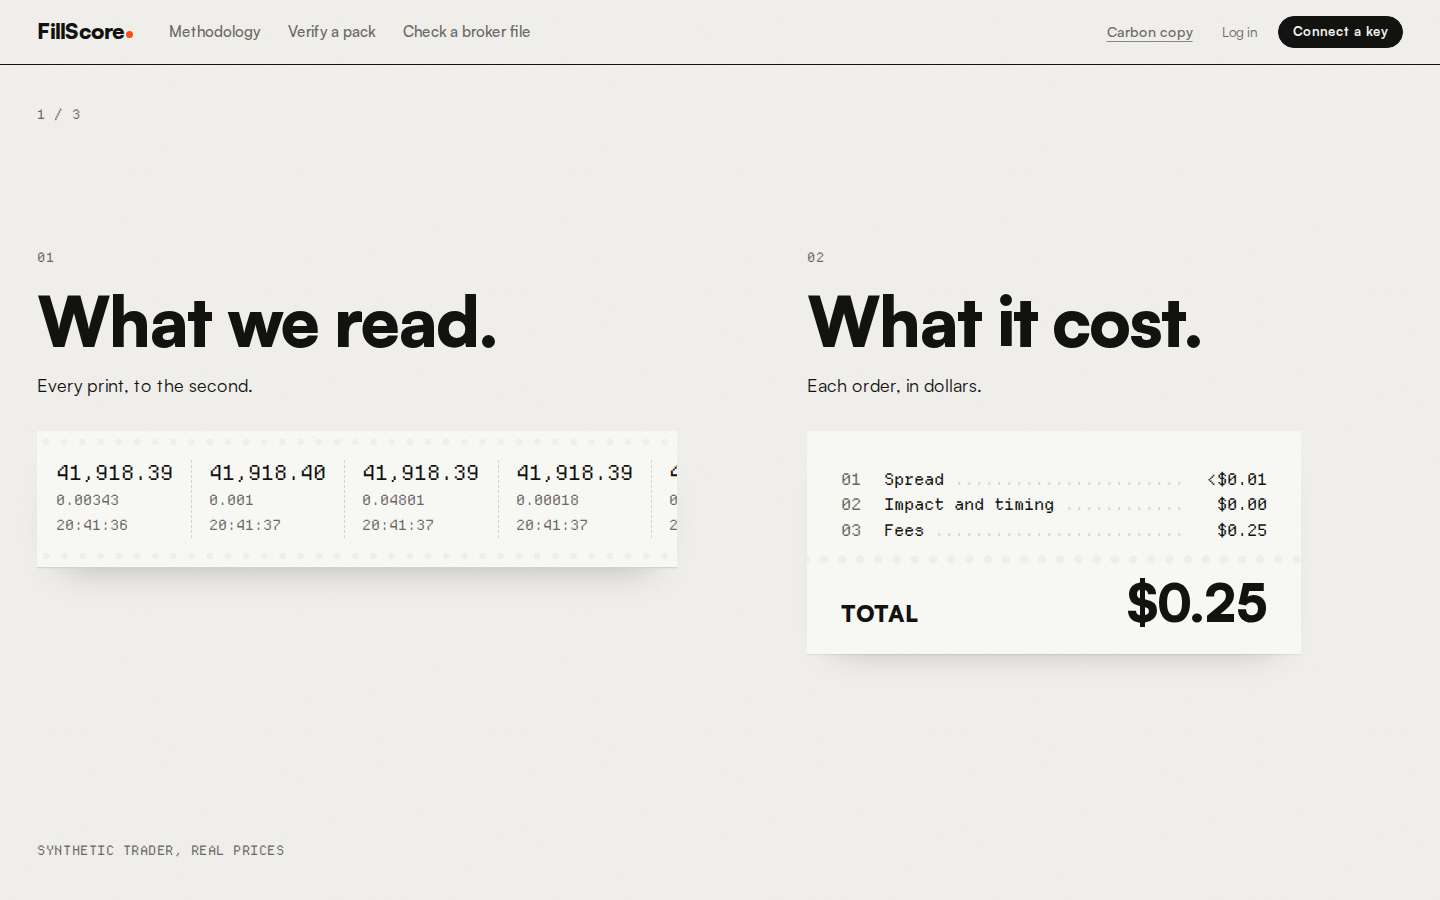 FillScore
Methodology
Verify a pack
Check a broker file
Carbon copy
Log in
Connect a key
1 / 3
01
What we read.
Every print, to the second.
41,918.39
0.00343
20:41:36
41,918.40
0.001
20:41:37
41,918.39
0.04801
20:41:37
41,918.39
0.00018
20:41:37
02
What it cost.
Each order, in dollars.
01 Spread ....................... <$0.01
02 Impact and timing ............ $0.00
03 Fees ......................... $0.25
TOTAL $0.25
SYNTHETIC TRADER, REAL PRICES